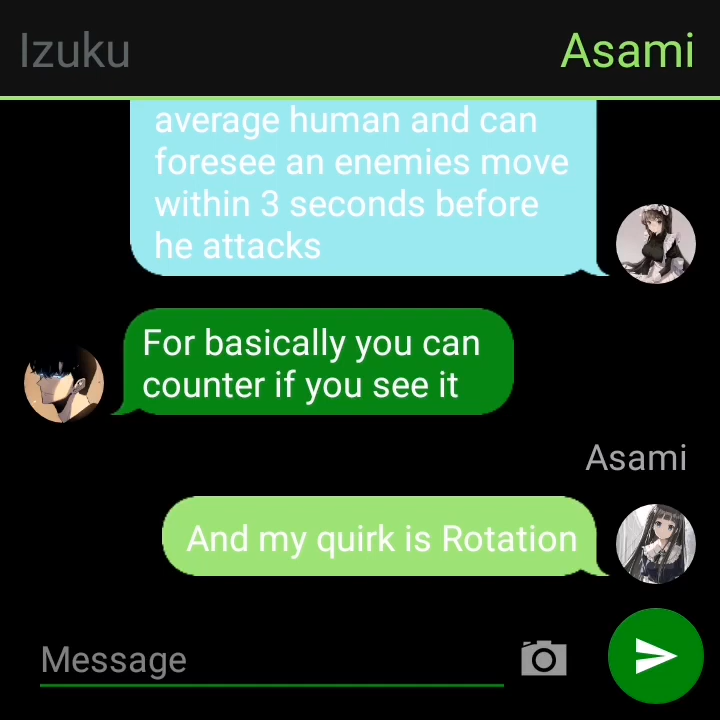 Izuku
Asami
average human and can
foresee an enemies move
within 3 seconds before
he attacks
For basically you can
counter if you see it
Asami
And my quirk is Rotation
Message